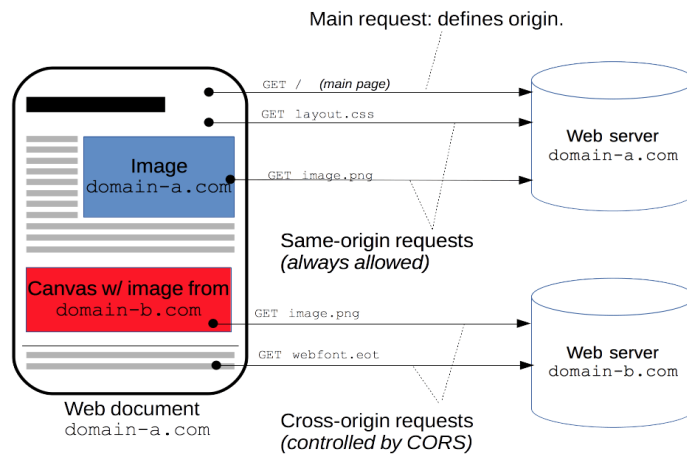 Main request: defines origin.
GET / (main page)
GET layout.css
Web server
domain-a.com
Image
domain-a.com
GET image.png
Same-origin requests
(always allowed)
Canvas w/ image from
domain-b.com
GET image.png
GET webfont.eot
Web server
domain-b.com
Web document
domain-a.com
Cross-origin requests
(controlled by CORS)